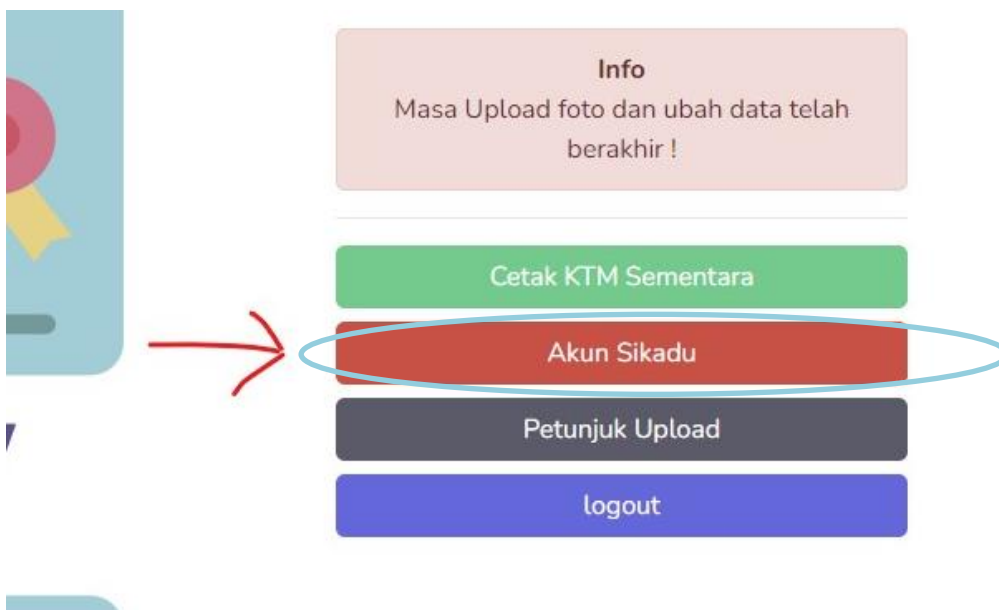 Info
Masa Upload foto dan ubah data telah
berakhir !
Cetak KTM Sementara
Akun Sikadu
Petunjuk Upload
logout